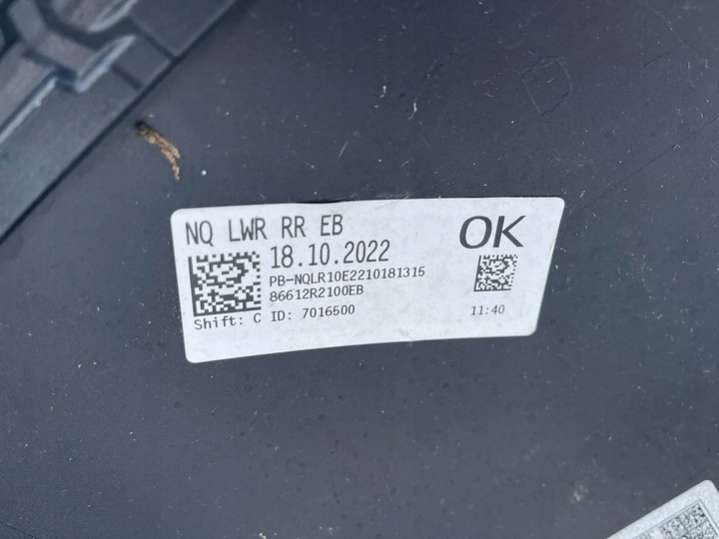 NQ LWR RR EB
OK
18.10.2022
PB-NQLR10E2210181315
86612R2100EB
Shift: C ID: 7016500
11:40